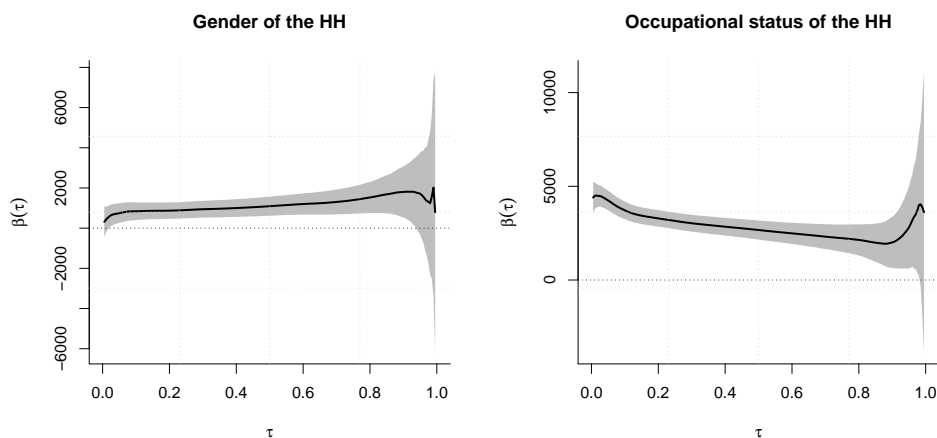 Gender of the HH
β(τ)
6000
2000
−2000
−6000
0.0 0.2 0.4 0.6 0.8 1.0
τ
Occupational status of the HH
β(τ)
10000
5000
0
0.0 0.2 0.4 0.6 0.8 1.0
τ